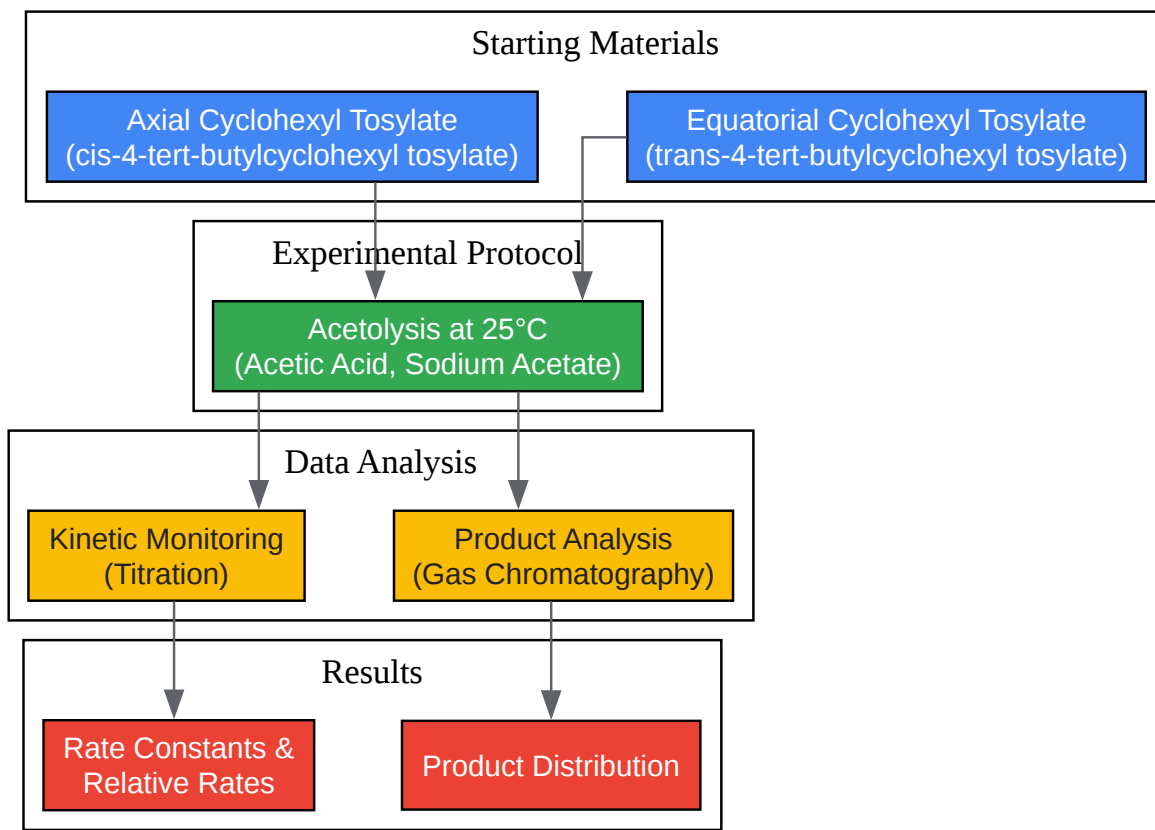 Starting Materials
Axial Cyclohexyl Tosylate
(cis-4-tert-butylcyclohexyl tosylate)
Equatorial Cyclohexyl Tosylate
(trans-4-tert-butylcyclohexyl tosylate)
Experimental Protocol
Acetolysis at 25°C
(Acetic Acid, Sodium Acetate)
Data Analysis
Kinetic Monitoring
(Titration)
Product Analysis
(Gas Chromatography)
Results
Rate Constants &
Relative Rates
Product Distribution